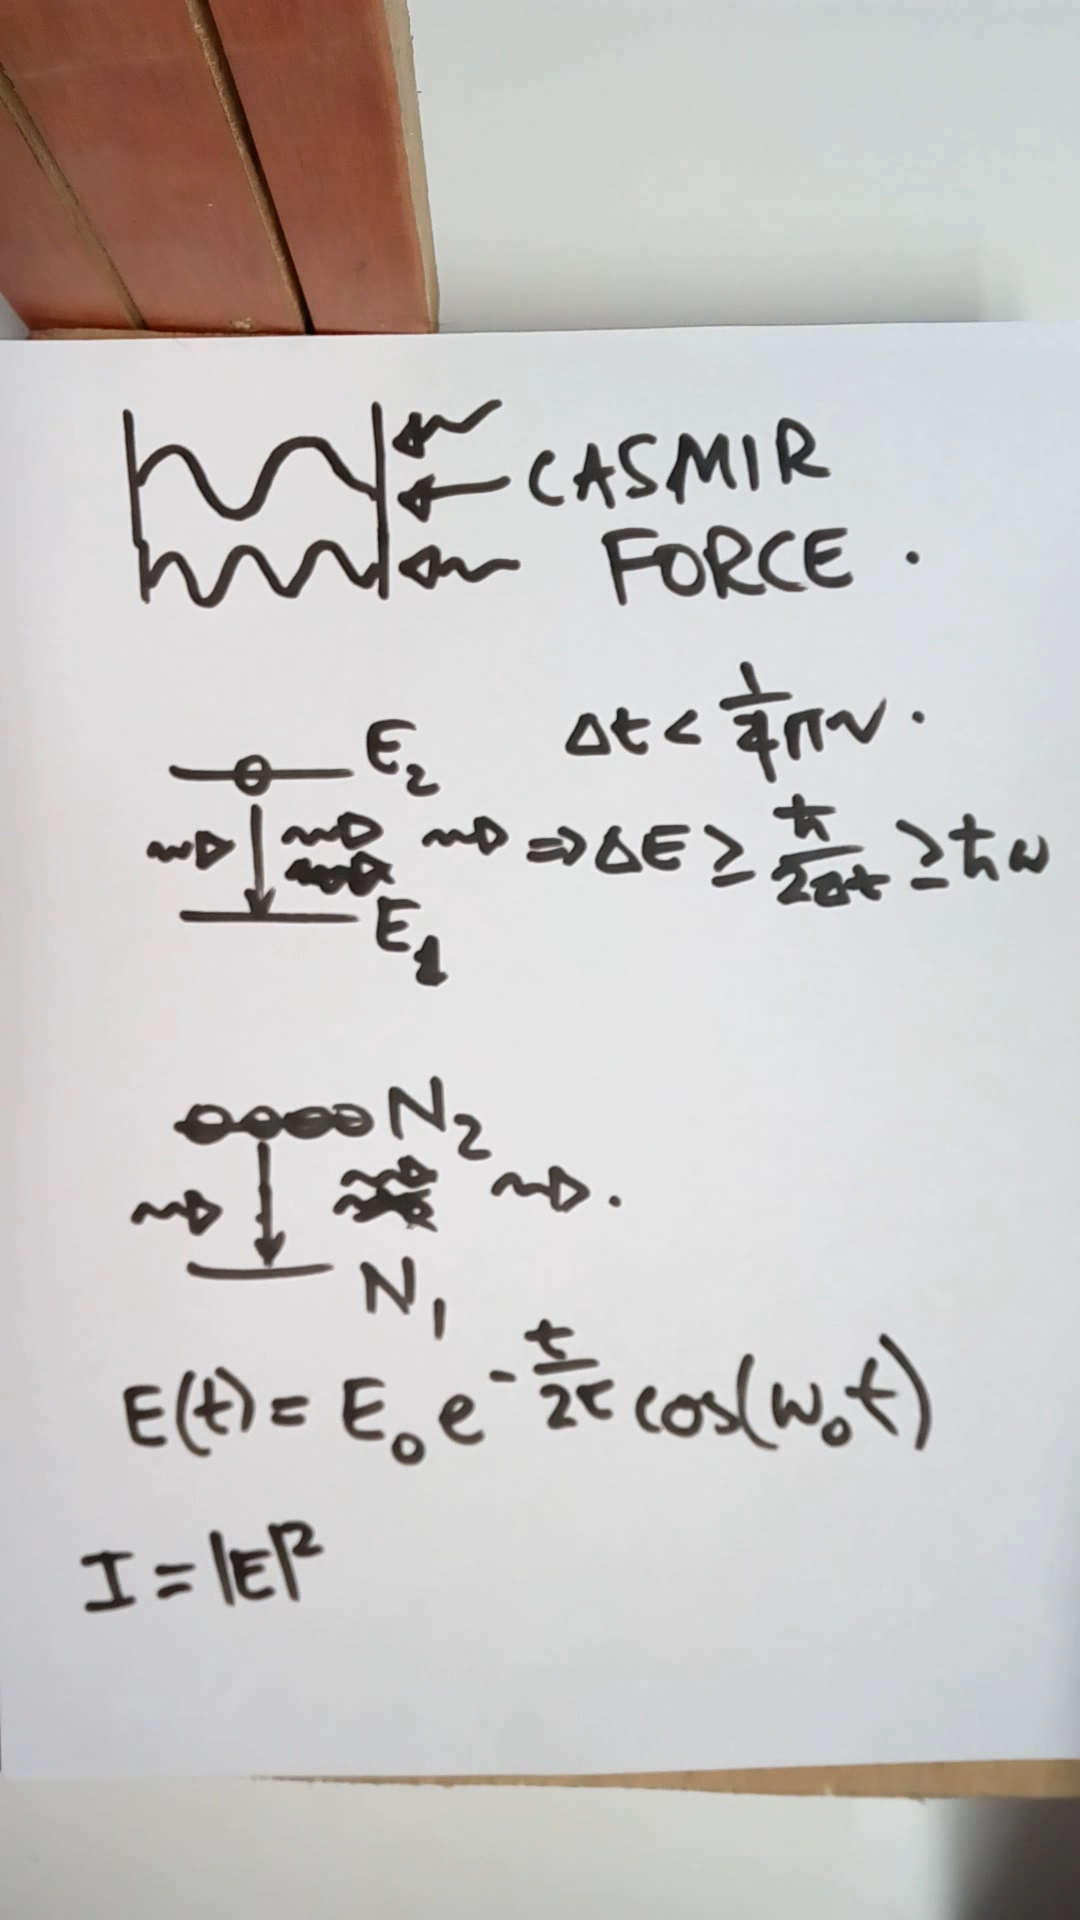 CASMIR
FORCE .
E₂
Δt < 1/4πν .
⇒ ΔE ≥ ħ/2Δt ≥ ħω
E₁
N₂
N₁
E(t) = E₀ e^(-t/2τ) cos(ω₀t)
I = |E|²